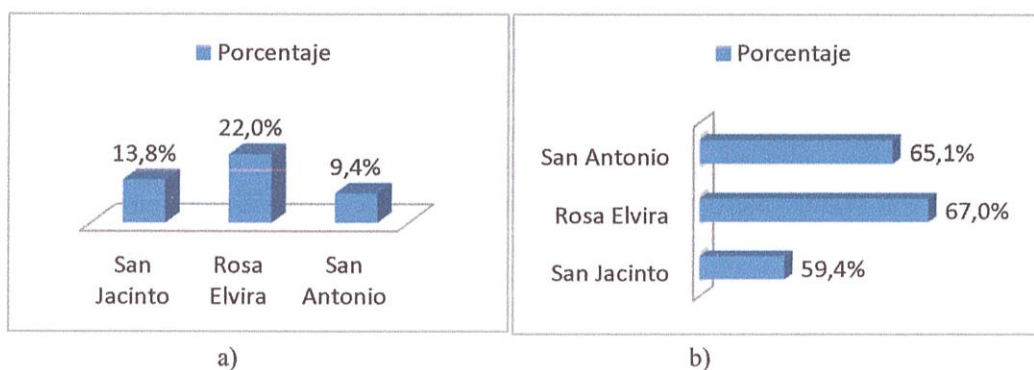 Porcentaje
22,0%
13,8%
9,4%
San
Jacinto
Rosa
Elvira
San
Antonio
a)
Porcentaje
San Antonio
65,1%
Rosa Elvira
67,0%
San Jacinto
59,4%
b)